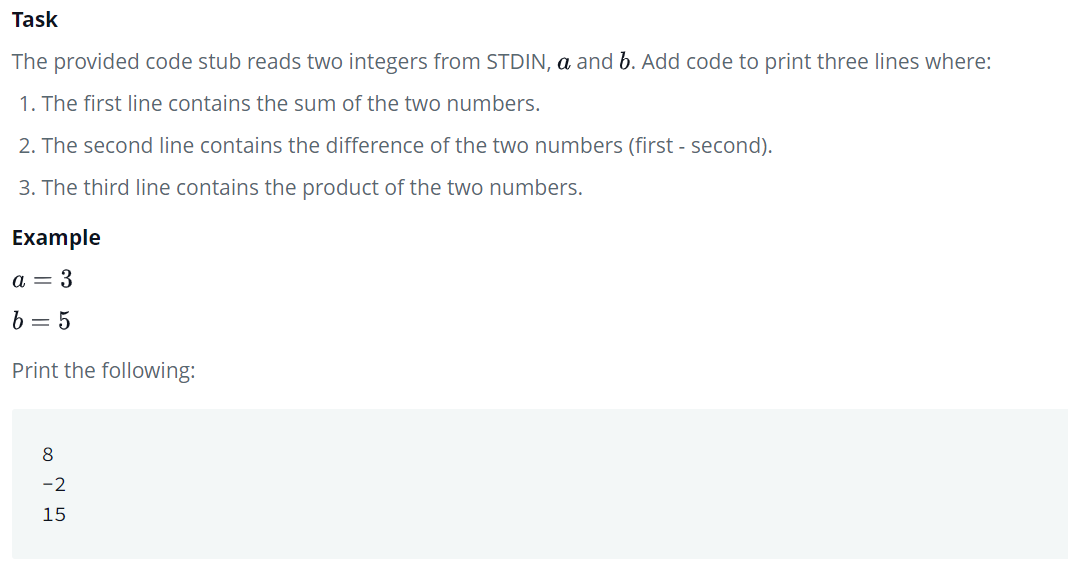 Task
The provided code stub reads two integers from STDIN, a and b. Add code to print three lines where:
1. The first line contains the sum of the two numbers.
2. The second line contains the difference of the two numbers (first - second).
3. The third line contains the product of the two numbers.
Example
a = 3
b = 5
Print the following:
8
-2
15